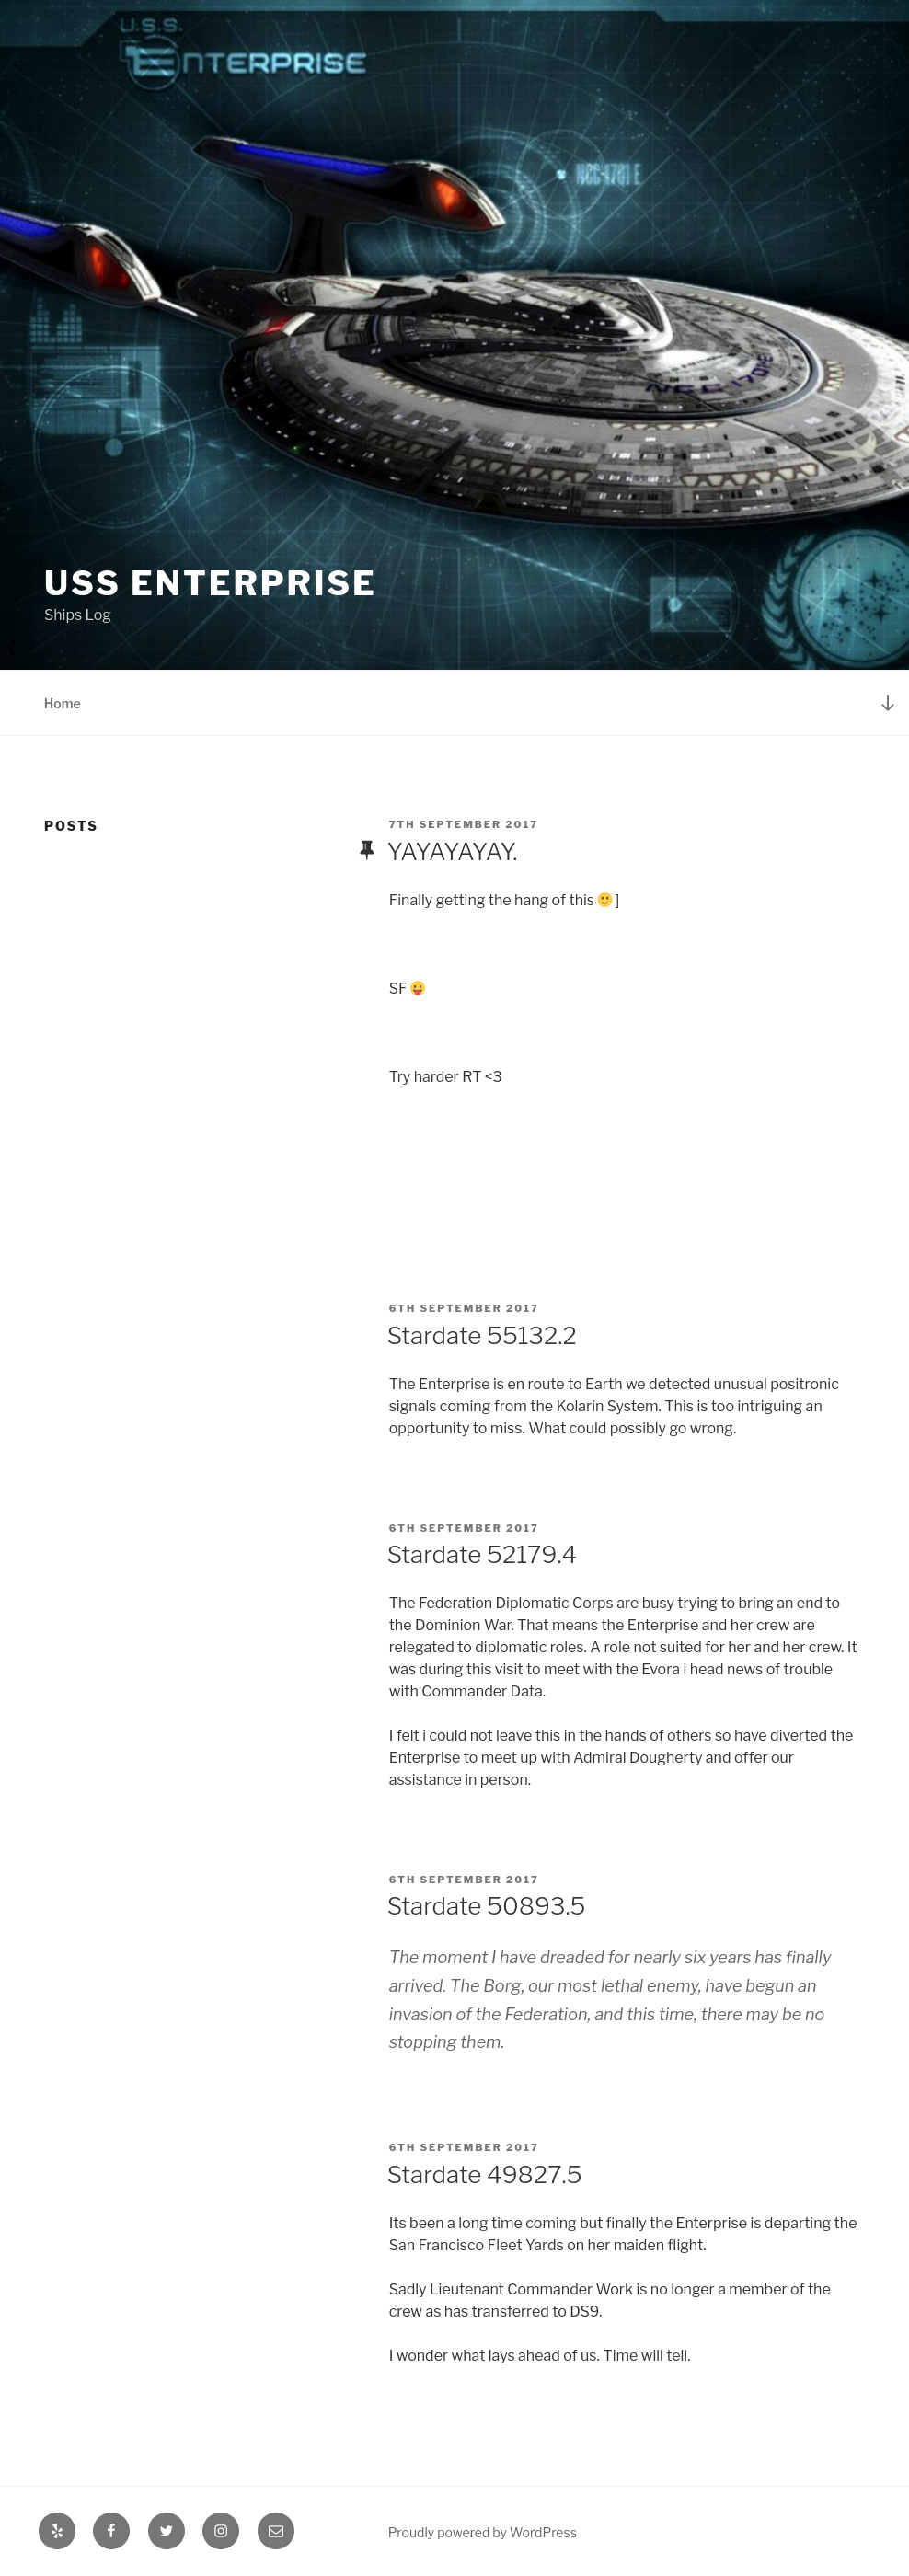 U.S.S.
ENTERPRISE
NCC-1701 E
USS ENTERPRISE
Ships Log
Home
POSTS
7TH SEPTEMBER 2017
YAYAYAYAY.
Finally getting the hang of this 🙂 ]
SF 😛
Try harder RT <3
6TH SEPTEMBER 2017
Stardate 55132.2
The Enterprise is en route to Earth we detected unusual positronic
signals coming from the Kolarin System. This is too intriguing an
opportunity to miss. What could possibly go wrong.
6TH SEPTEMBER 2017
Stardate 52179.4
The Federation Diplomatic Corps are busy trying to bring an end to
the Dominion War. That means the Enterprise and her crew are
relegated to diplomatic roles. A role not suited for her and her crew. It
was during this visit to meet with the Evora i head news of trouble
with Commander Data.
I felt i could not leave this in the hands of others so have diverted the
Enterprise to meet up with Admiral Dougherty and offer our
assistance in person.
6TH SEPTEMBER 2017
Stardate 50893.5
The moment I have dreaded for nearly six years has finally
arrived. The Borg, our most lethal enemy, have begun an
invasion of the Federation, and this time, there may be no
stopping them.
6TH SEPTEMBER 2017
Stardate 49827.5
Its been a long time coming but finally the Enterprise is departing the
San Francisco Fleet Yards on her maiden flight.
Sadly Lieutenant Commander Work is no longer a member of the
crew as has transferred to DS9.
I wonder what lays ahead of us. Time will tell.
Proudly powered by WordPress